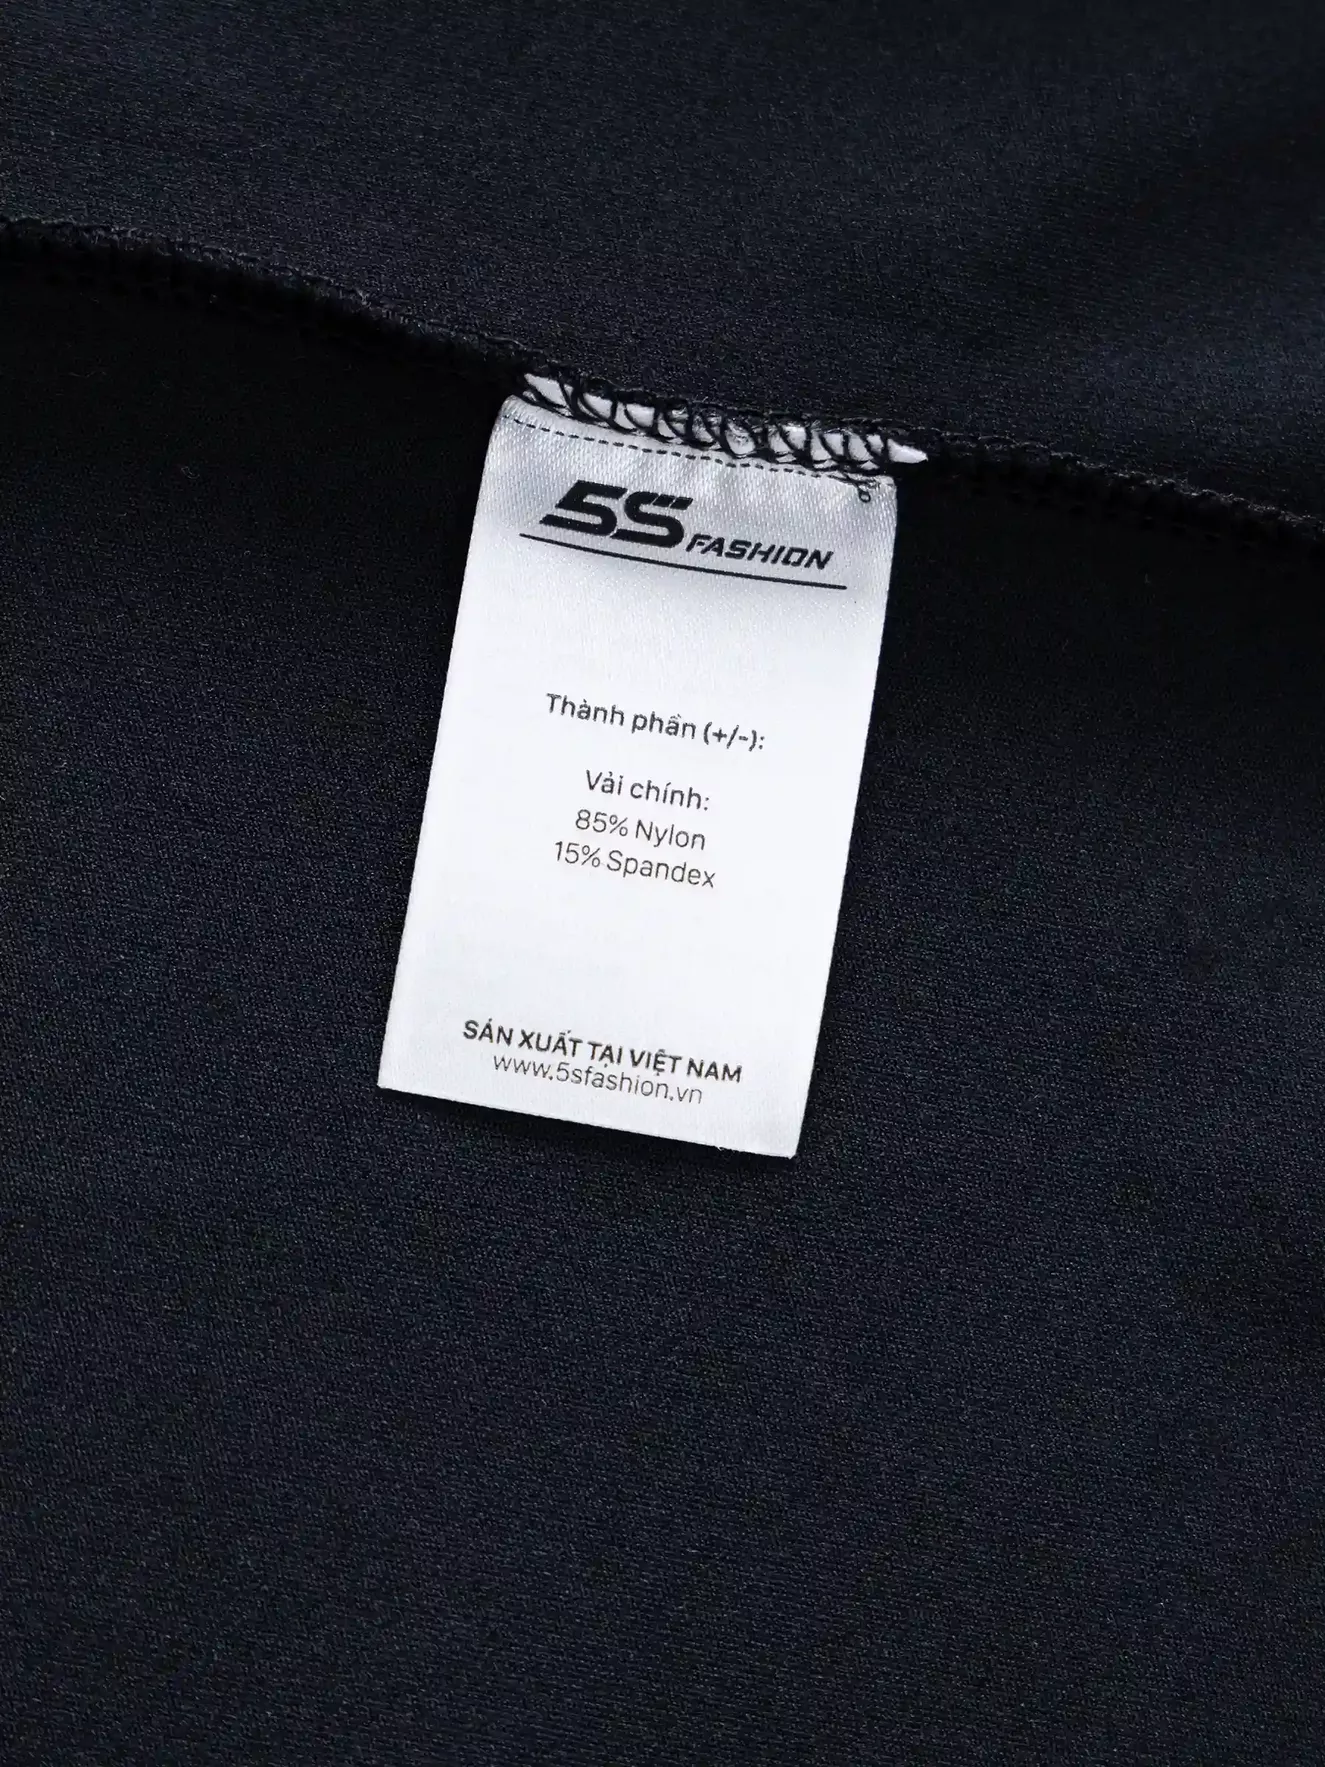 5S FASHION
Thành phần (+/-):
Vải chính:
85% Nylon
15% Spandex
SẢN XUẤT TẠI VIỆT NAM
www.5sfashion.vn